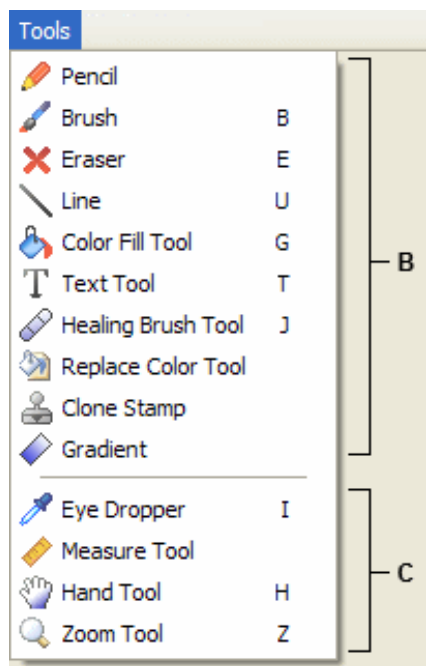 Tools
Pencil
Brush B
Eraser E
Line U
Color Fill Tool G
Text Tool T
Healing Brush Tool J
Replace Color Tool
Clone Stamp
Gradient
B
Eye Dropper I
Measure Tool
Hand Tool H
Zoom Tool Z
C